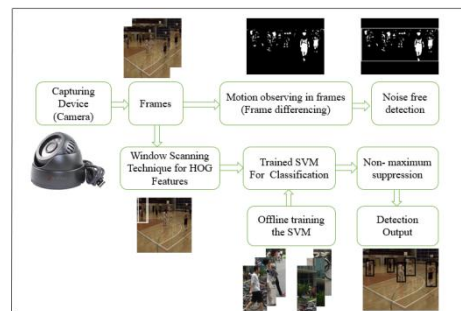 Capturing
Device
(Camera)
Frames
Motion observing in frames
(Frame differencing)
Noise free
detection
Window Scanning
Technique for HOG
Features
Trained SVM
For Classification
Non- maximum
suppression
Offline training
the SVM
Detection
Output